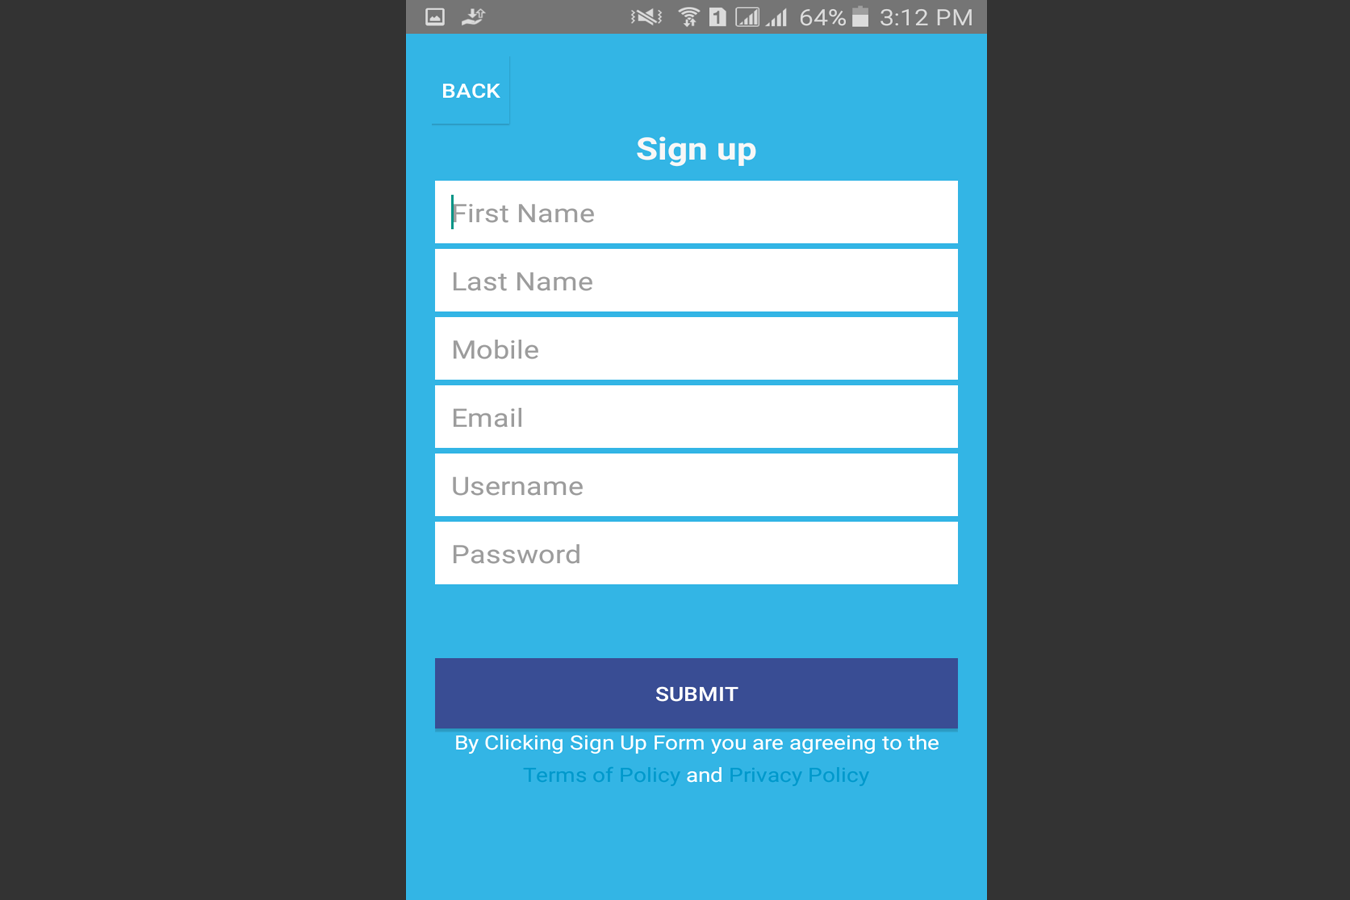 1 64% 3:12 PM
BACK
Sign up
First Name
Last Name
Mobile
Email
Username
Password
SUBMIT
By Clicking Sign Up Form you are agreeing to the
Terms of Policy and Privacy Policy